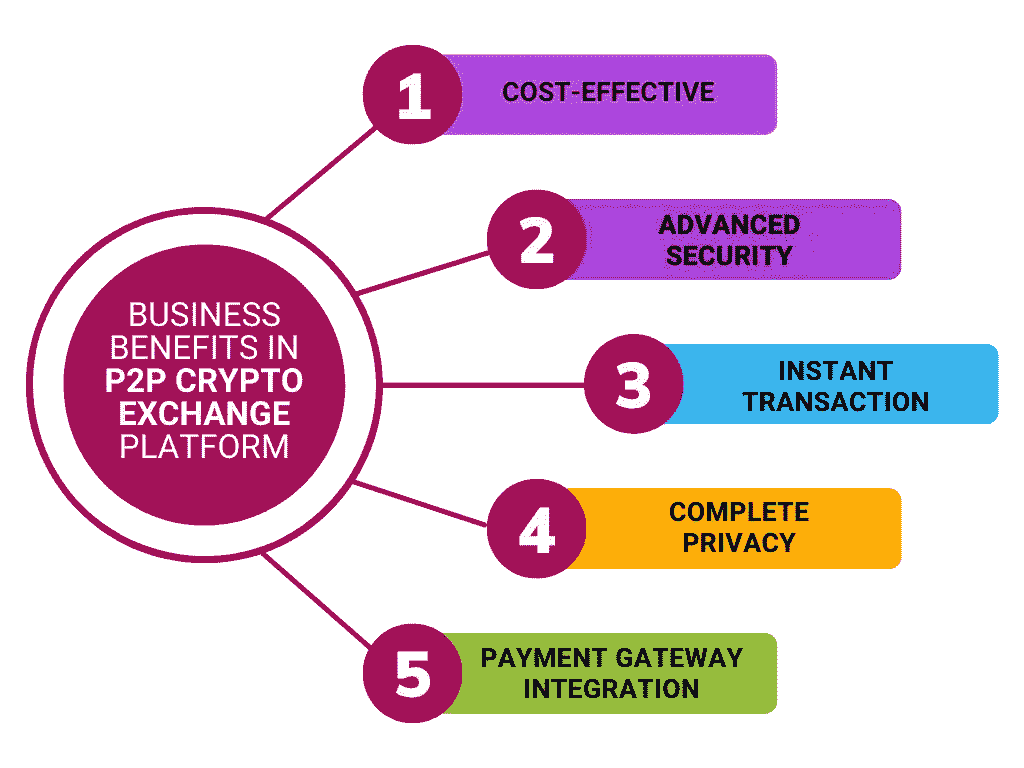 BUSINESS
BENEFITS IN
P2P CRYPTO
EXCHANGE
PLATFORM
1
COST-EFFECTIVE
2
ADVANCED
SECURITY
3
INSTANT
TRANSACTION
4
COMPLETE
PRIVACY
5
PAYMENT GATEWAY
INTEGRATION